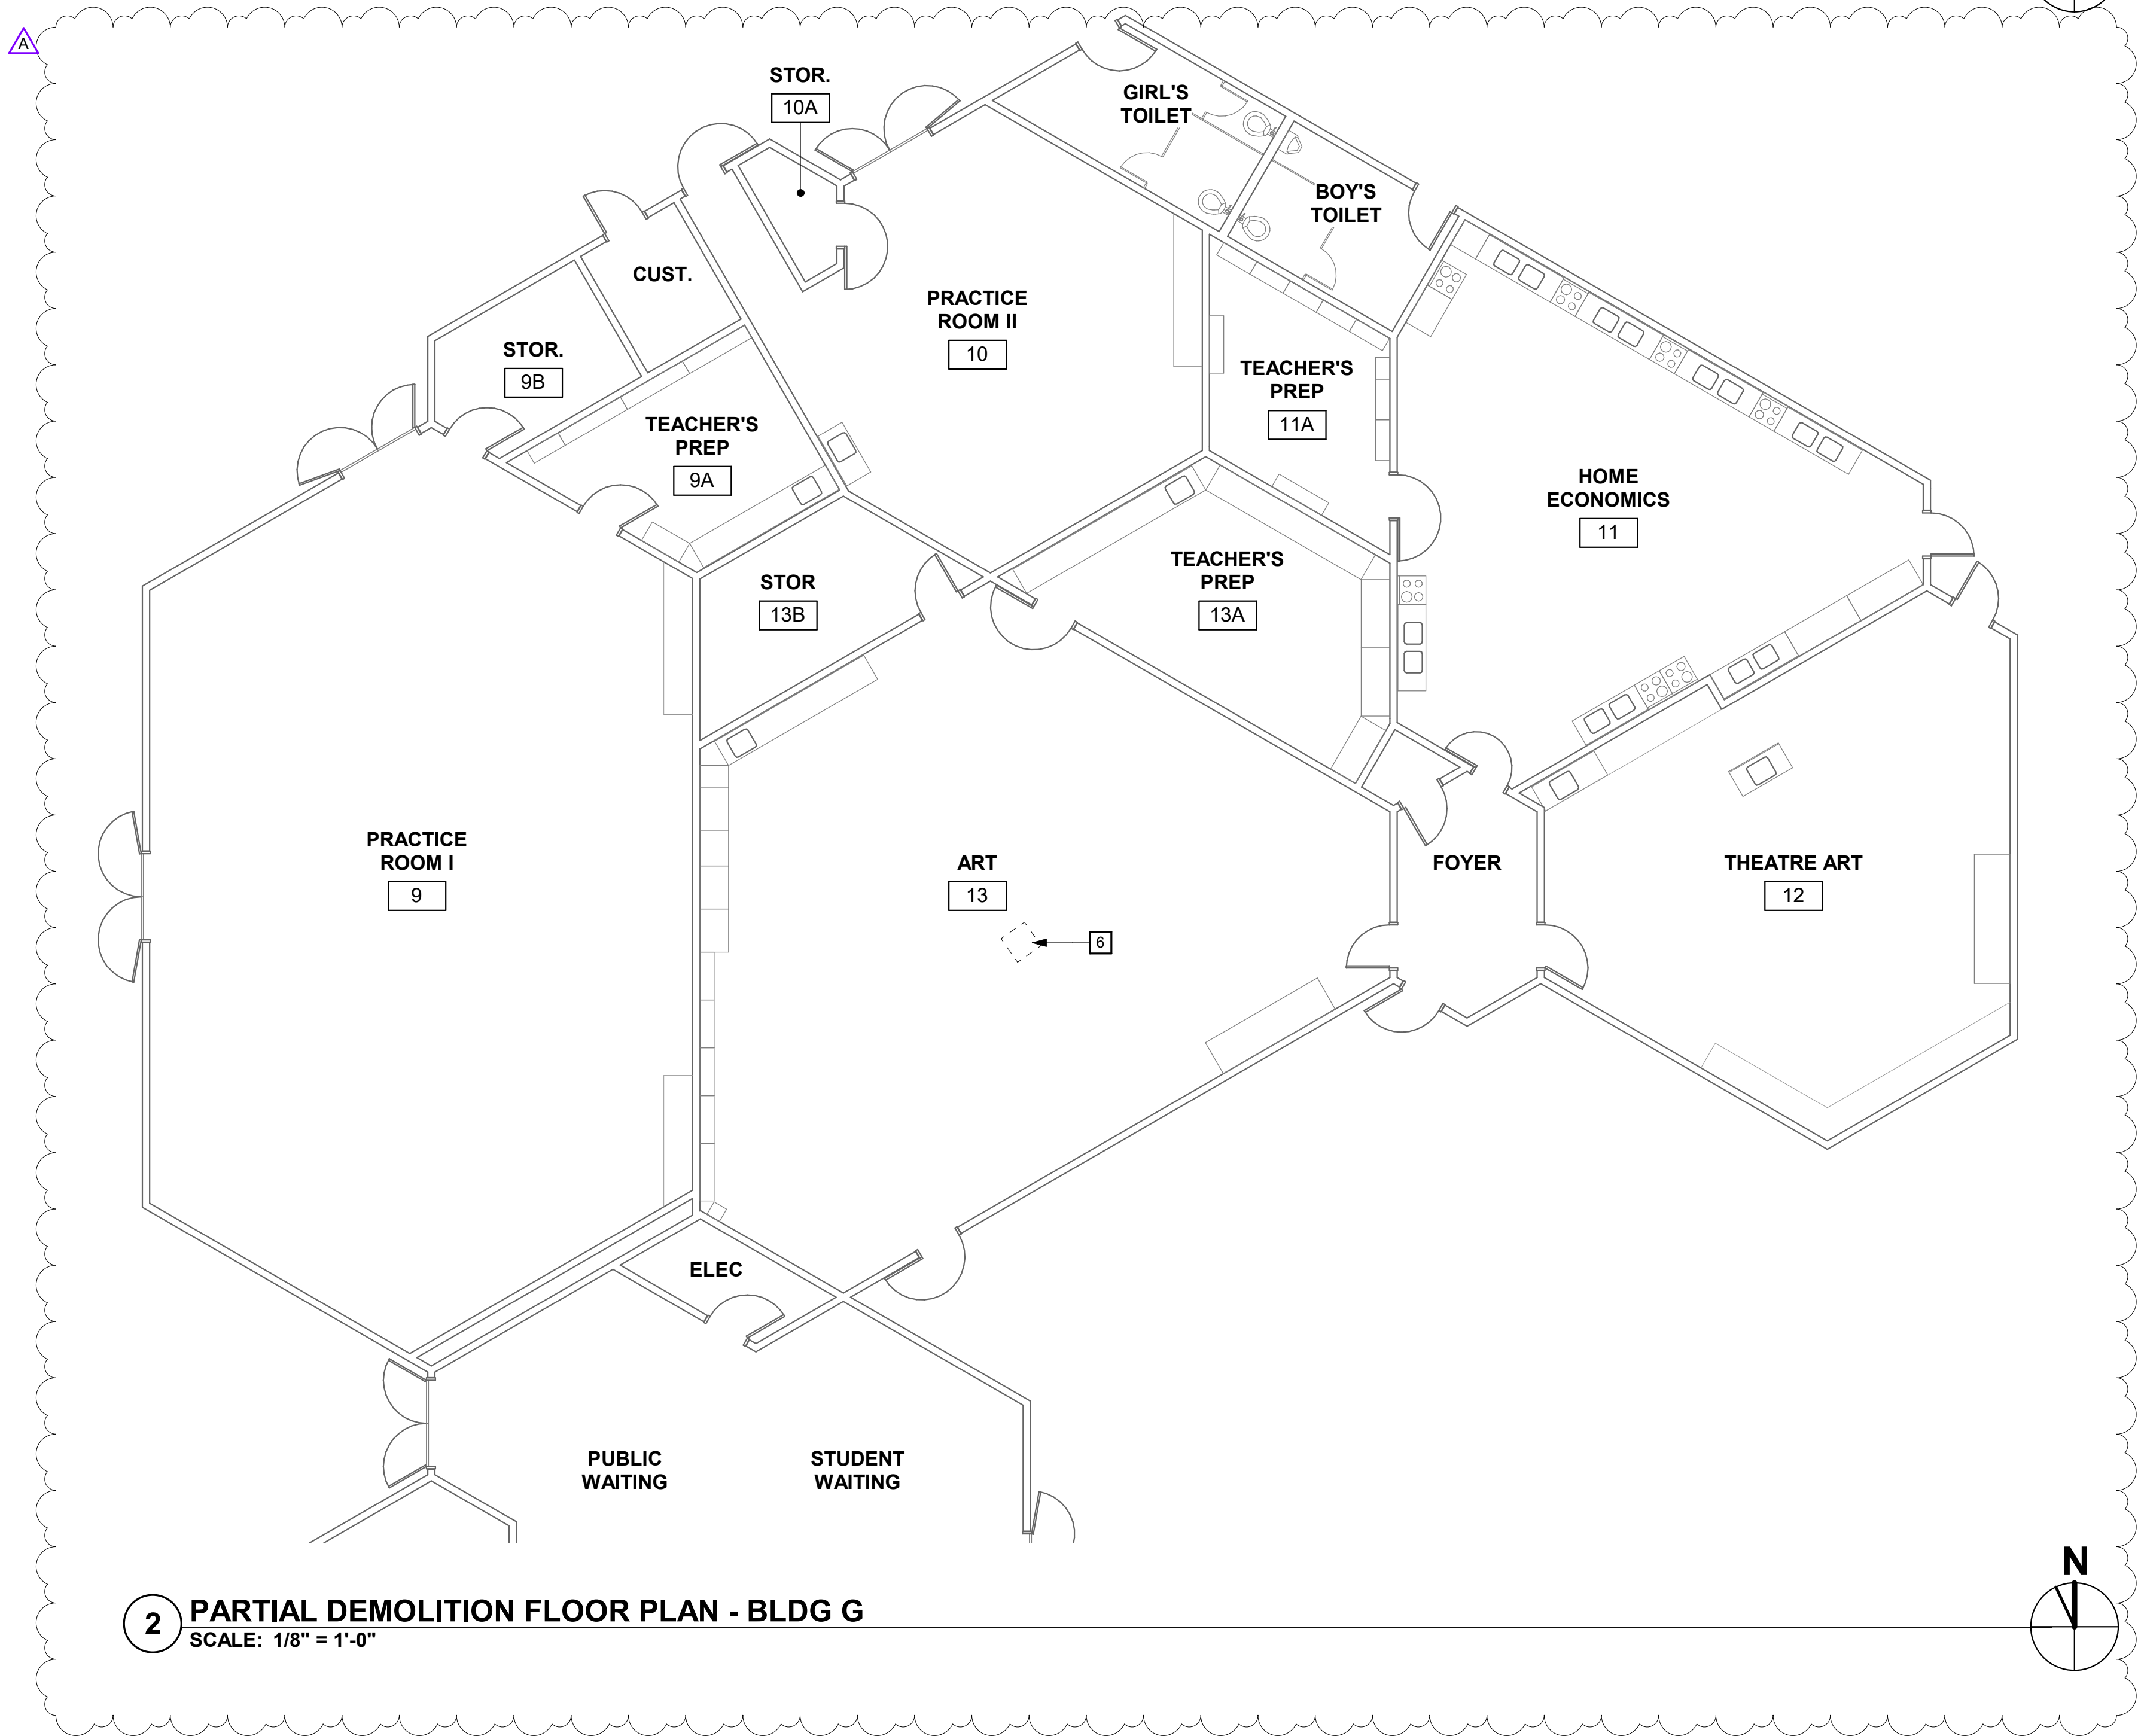 A
STOR.
10A
GIRL'S
TOILET
BOY'S
TOILET
CUST.
PRACTICE
ROOM II
10
STOR.
9B
TEACHER'S
PREP
11A
TEACHER'S
PREP
9A
HOME
ECONOMICS
11
STOR
13B
TEACHER'S
PREP
13A
PRACTICE
ROOM I
9
ART
13
FOYER
THEATRE ART
12
6
ELEC
PUBLIC
WAITING
STUDENT
WAITING
N
2
PARTIAL DEMOLITION FLOOR PLAN - BLDG G
SCALE: 1/8" = 1'-0"